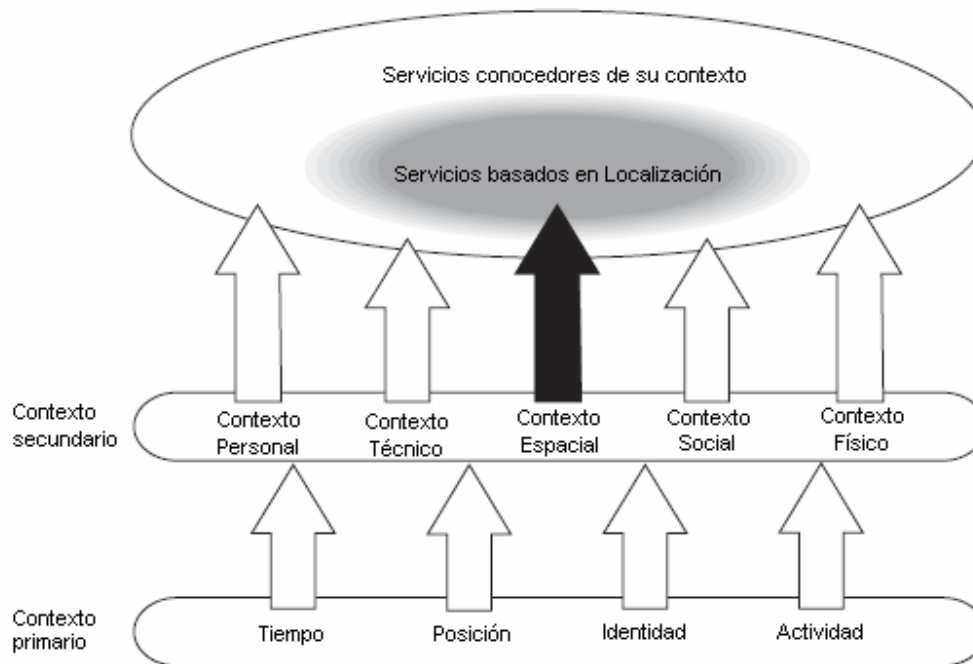 Servicios conocedores de su contexto
Servicios basados en Localización
Contexto
secundario
Contexto
Personal
Contexto
Técnico
Contexto
Espacial
Contexto
Social
Contexto
Físico
Contexto
primario
Tiempo
Posición
Identidad
Actividad